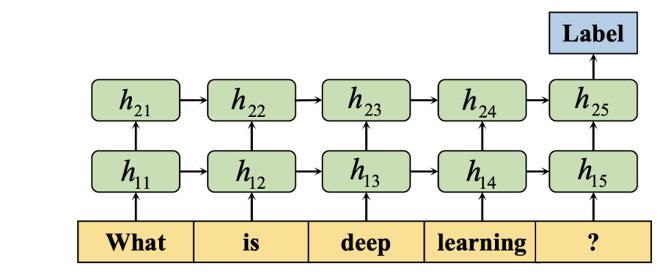 Label
h21 h22 h23 h24 h25
h11 h12 h13 h14 h15
What is deep learning ?